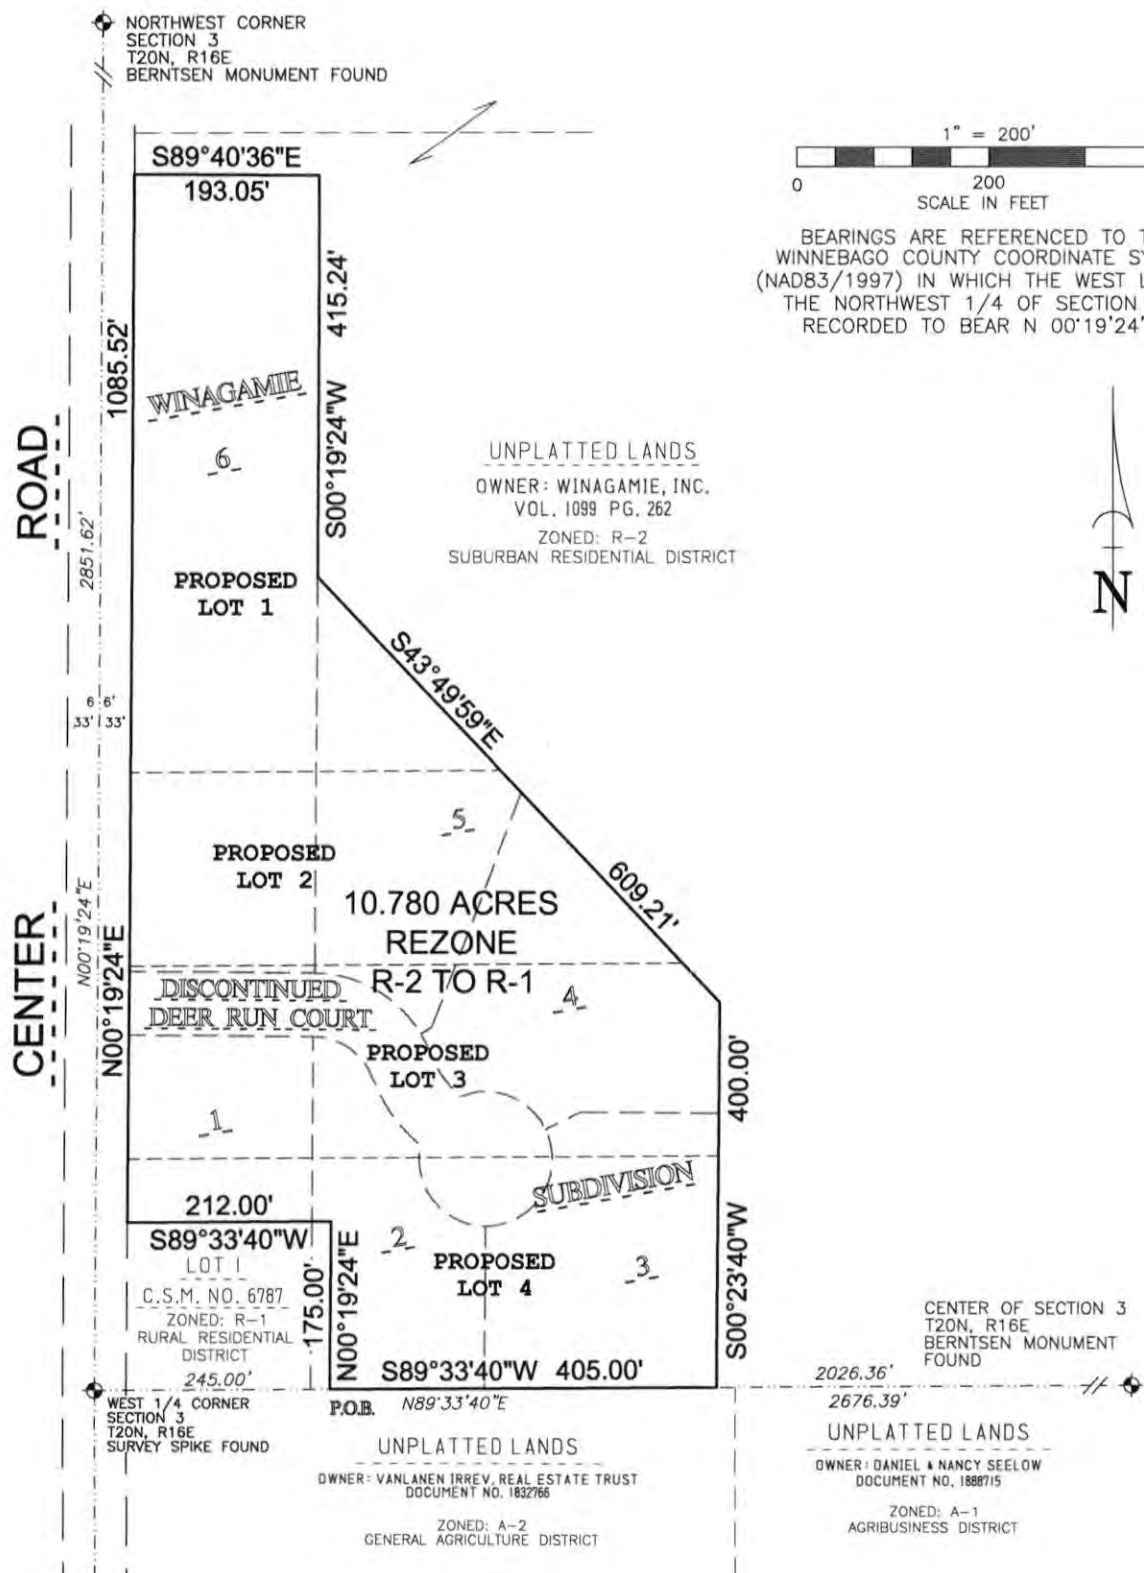 NORTHWEST CORNER
SECTION 3
T20N, R16E
BERNTSEN MONUMENT FOUND
S89°40'36"E
193.05'
1" = 200'
0
200
SCALE IN FEET
BEARINGS ARE REFERENCED TO T
WINNEBAGO COUNTY COORDINATE SY
(NAD83/1997) IN WHICH THE WEST L
THE NORTHWEST 1/4 OF SECTION
RECORDED TO BEAR N 00°19'24"
415.24'
S00°19'24"W
1085.52'
WINAGAMIE
6
ROAD
2851.62'
UNPLATTED LANDS
OWNER: WINAGAMIE, INC.
VOL. 1099 PG. 262
ZONED: R-2
SUBURBAN RESIDENTIAL DISTRICT
N
PROPOSED
LOT 1
S43°49'59"E
609.21'
6 6'
33' 33'
5
PROPOSED
LOT 2
10.780 ACRES
REZONE
R-2 TO R-1
CENTER
N00°19'24"E
N00°19'24"E
DISCONTINUED
DEER RUN COURT
4
PROPOSED
LOT 3
400.00'
S00°23'40"W
1
SUBDIVISION
212.00'
S89°33'40"W
LOT 1
C.S.M. NO. 6787
ZONED: R-1
RURAL RESIDENTIAL
DISTRICT
245.00'
175.00'
N00°19'24"E
2
PROPOSED
LOT 4
3
S89°33'40"W 405.00'
CENTER OF SECTION 3
T20N, R16E
BERNTSEN MONUMENT
FOUND
2026.36'
2676.39'
WEST 1/4 CORNER
SECTION 3
T20N, R16E
SURVEY SPIKE FOUND
P.O.B.
N89°33'40"E
UNPLATTED LANDS
OWNER: VANLANEN IRREV. REAL ESTATE TRUST
DOCUMENT NO. 1832766
ZONED: A-2
GENERAL AGRICULTURE DISTRICT
UNPLATTED LANDS
OWNER: DANIEL & NANCY SEELOW
DOCUMENT NO. 1888715
ZONED: A-1
AGRIBUSINESS DISTRICT